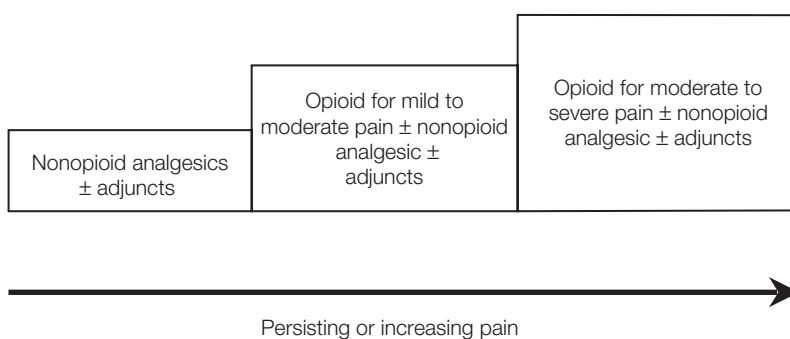 Nonopioid analgesics
± adjuncts
Opioid for mild to
moderate pain ± nonopioid
analgesic ±
adjuncts
Opioid for moderate to
severe pain ± nonopioid
analgesic ± adjuncts
Persisting or increasing pain